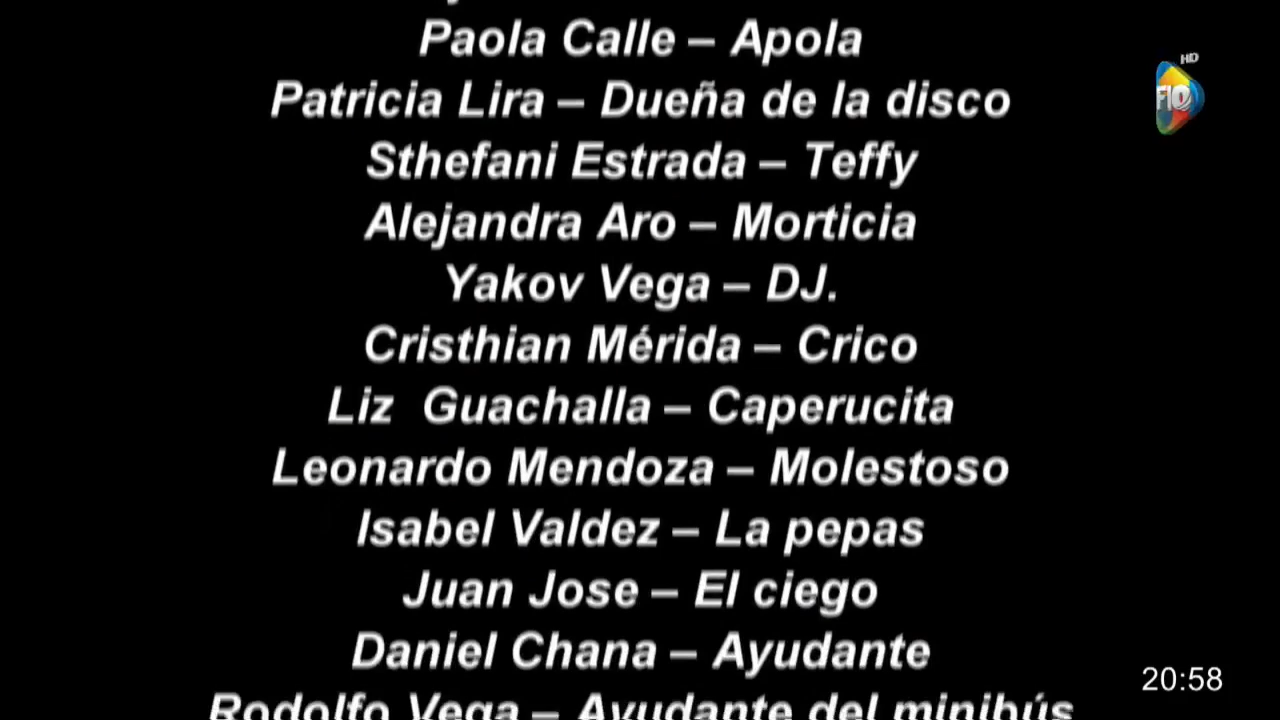 Paola Calle – Apola
HD
F10
Patricia Lira – Dueña de la disco
Sthefani Estrada – Teffy
Alejandra Aro – Morticia
Yakov Vega – DJ.
Cristhian Mérida – Crico
Liz  Guachalla – Caperucita
Leonardo Mendoza – Molestoso
Isabel Valdez – La pepas
Juan Jose – El ciego
Daniel Chana – Ayudante
20:58
Rodolfo Vega – Ayudante del minibús